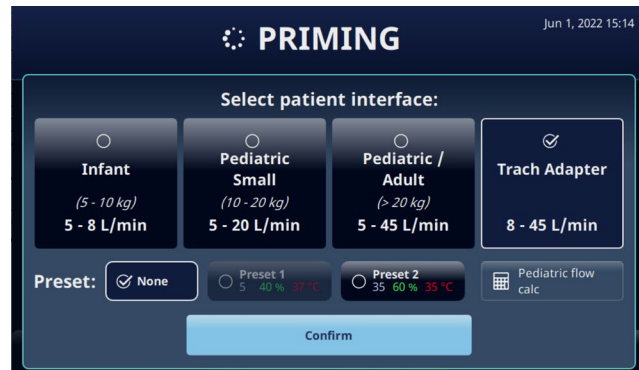 PRIMING
Jun 1, 2022 15:14
Select patient interface:
Infant
(5 - 10 kg)
5 - 8 L/min
Pediatric
Small
(10 - 20 kg)
5 - 20 L/min
Pediatric /
Adult
(> 20 kg)
5 - 45 L/min
Trach Adapter
8 - 45 L/min
Preset:
None
Preset 1
5 40 % 37 °C
Preset 2
35 60 % 35 °C
Pediatric flow
calc
Confirm